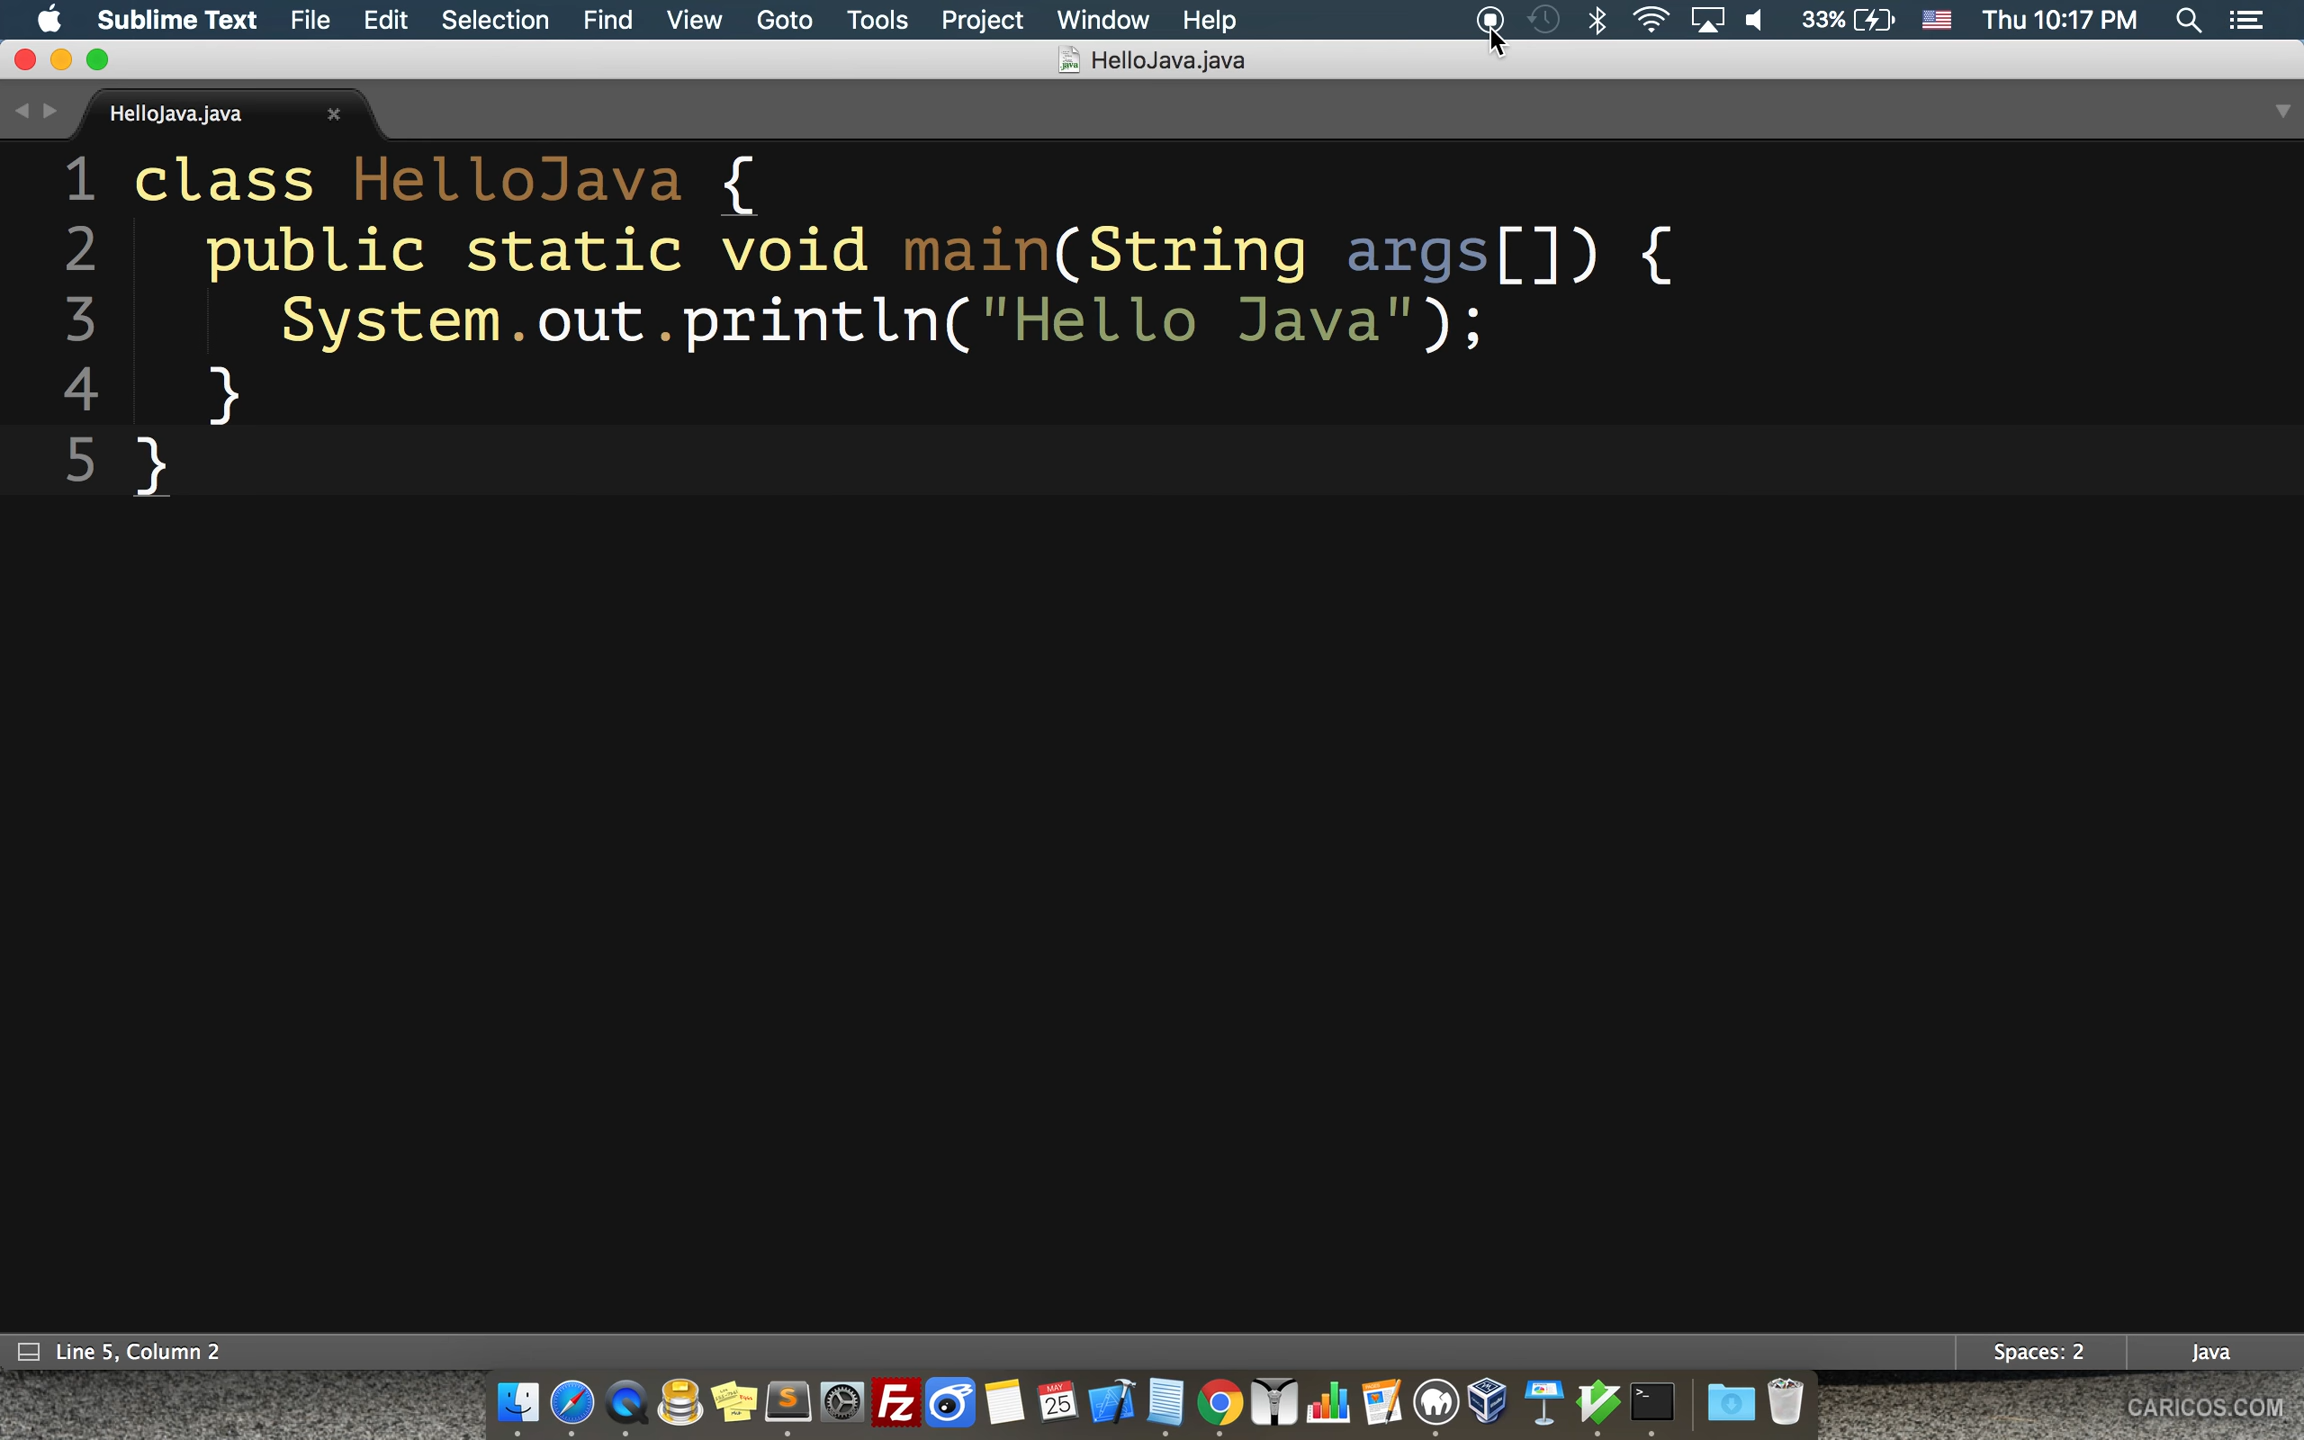 Sublime Text File Edit Selection Find View Goto Tools Project Window Help 33% Thu 10:17 PM
HelloJava.java
HelloJava.java
1 class HelloJava {
2 public static void main(String args[]) {
3 System.out.println("Hello Java");
4 }
5 }
Line 5, Column 2 Spaces: 2 Java
MAY
25
CARICOS.COM